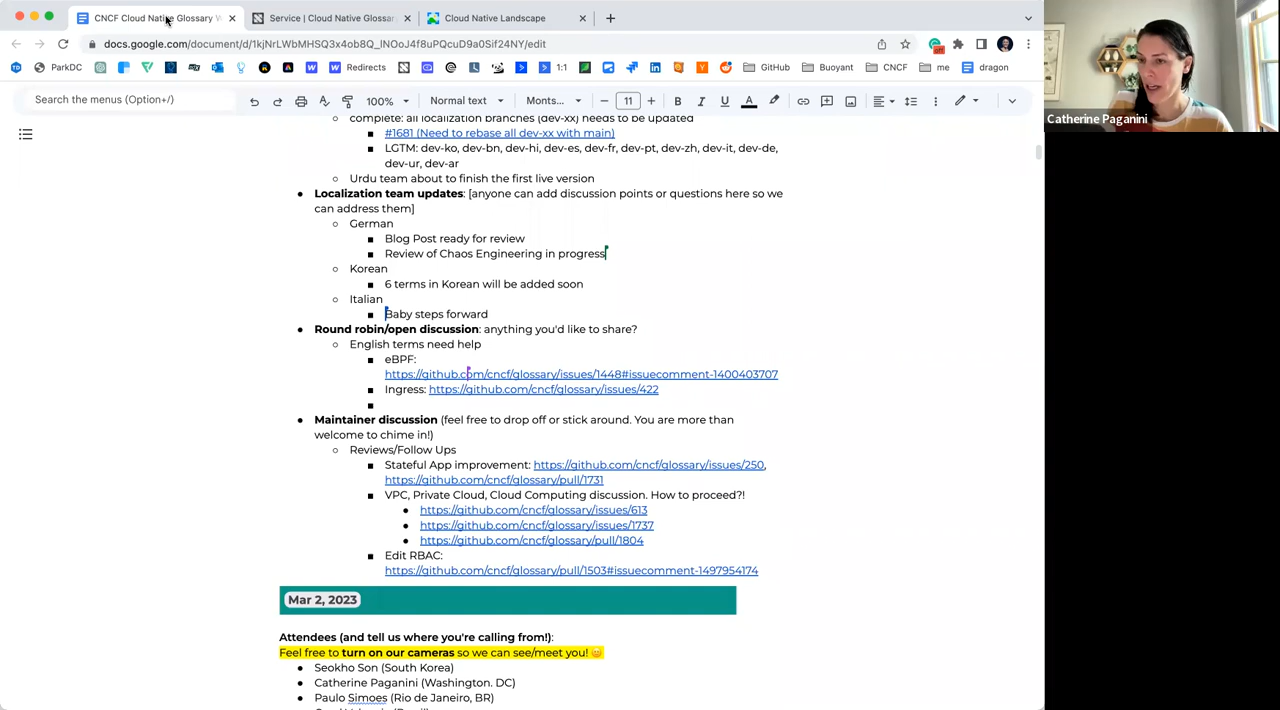 CNCF Cloud Native Glossary W
Service | Cloud Native Glossar
Cloud Native Landscape
docs.google.com/document/d/1kjNrLWbMHSQ3x4ob8Q_lNOoJ4f8uPQcuD9a0Sif24NY/edit
ParkDC
Redirects
1:1
GitHub
Buoyant
CNCF
me
dragon
Search the menus (Option+/)
100%
Normal text
Monts...
11
complete: all localization branches (dev-xx) needs to be updated
#1681 (Need to rebase all dev-xx with main)
LGTM: dev-ko, dev-bn, dev-hi, dev-es, dev-fr, dev-pt, dev-zh, dev-it, dev-de,
dev-ur, dev-ar
Urdu team about to finish the first live version
Localization team updates: [anyone can add discussion points or questions here so we
can address them]
German
Blog Post ready for review
Review of Chaos Engineering in progress
Korean
6 terms in Korean will be added soon
Italian
Baby steps forward
Round robin/open discussion: anything you'd like to share?
English terms need help
eBPF:
https://github.com/cncf/glossary/issues/1448#issuecomment-1400403707
Ingress: https://github.com/cncf/glossary/issues/422
Maintainer discussion (feel free to drop off or stick around. You are more than
welcome to chime in!)
Reviews/Follow Ups
Stateful App improvement: https://github.com/cncf/glossary/issues/250,
https://github.com/cncf/glossary/pull/1731
VPC, Private Cloud, Cloud Computing discussion. How to proceed?!
https://github.com/cncf/glossary/issues/613
https://github.com/cncf/glossary/issues/1737
https://github.com/cncf/glossary/pull/1804
Edit RBAC:
https://github.com/cncf/glossary/pull/1503#issuecomment-1497954174
Mar 2, 2023
Attendees (and tell us where you're calling from!):
Feel free to turn on our cameras so we can see/meet you!
Seokho Son (South Korea)
Catherine Paganini (Washington. DC)
Paulo Simoes (Rio de Janeiro, BR)
Catherine Paganini